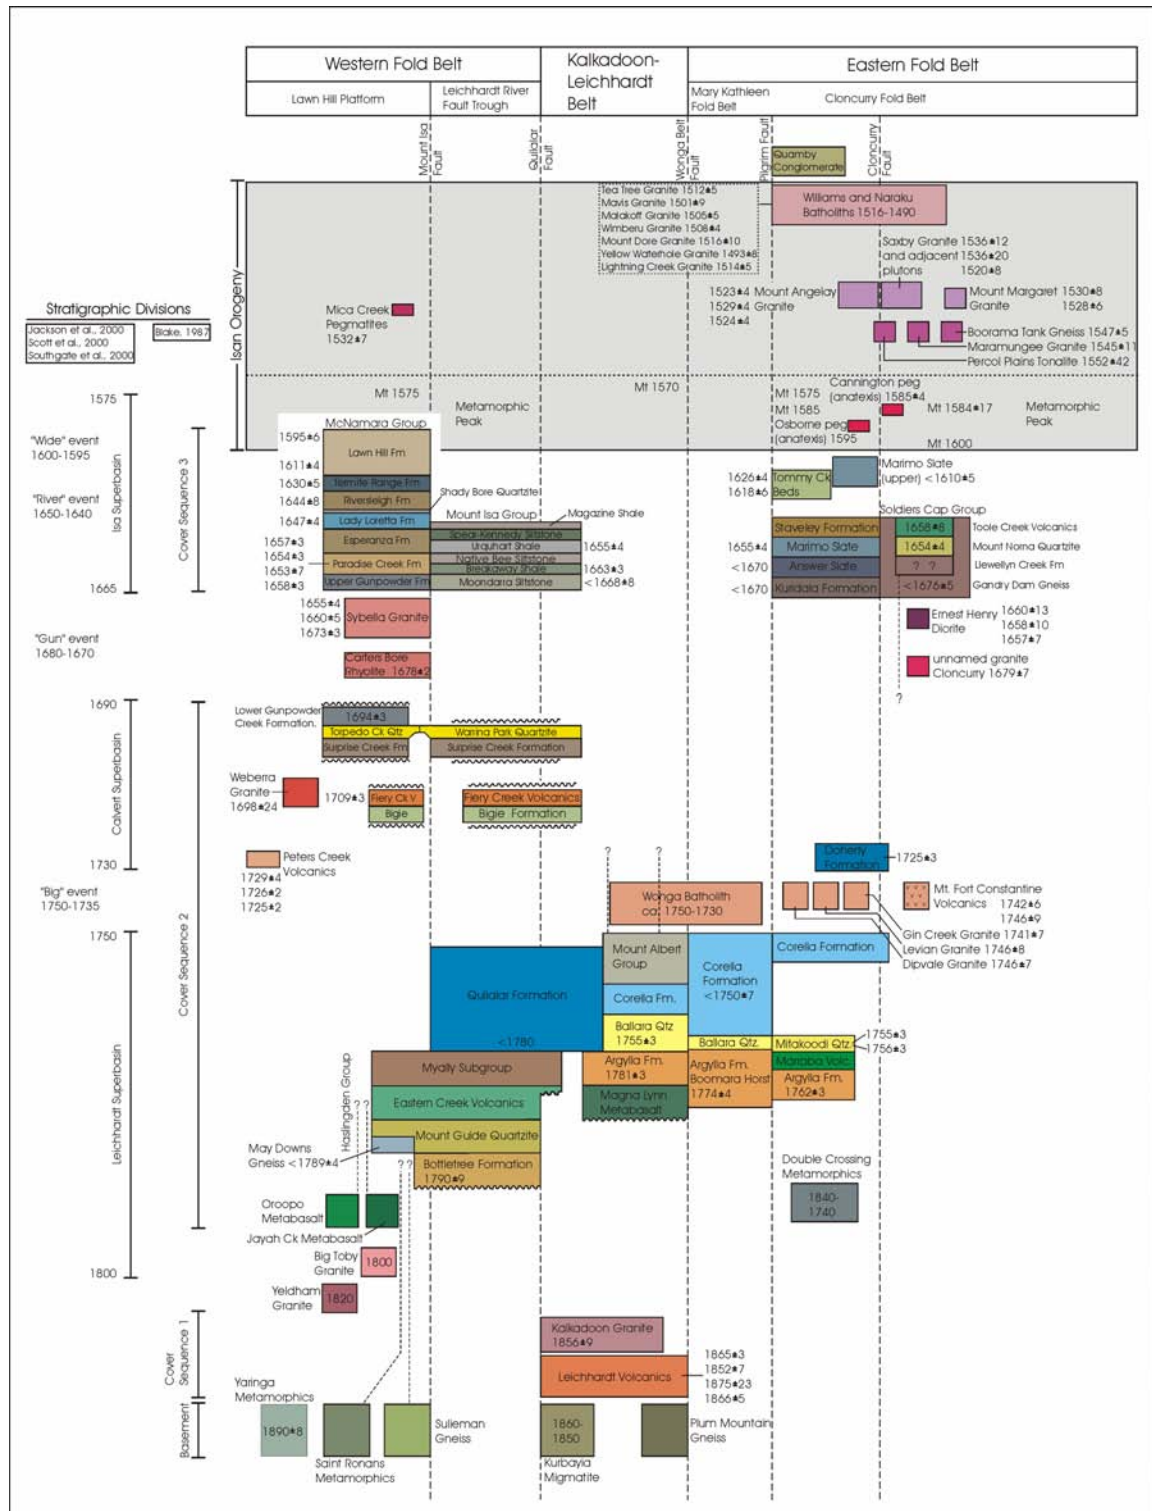 Western Fold Belt
Kalkadoon-
Leichhardt
Belt
Eastern Fold Belt
Lawn Hill Platform
Leichhardt River
Fault Trough
Mary Kathleen
Fold Belt
Cloncurry Fold Belt
Mount Isa
Fault
Quilalar
Fault
Wonga Belt
Fault
Pilgrim Fault
Cloncurry
Fault
Quamby
Conglomerate
Isan Orogeny
Tea Tree Granite 1512±5
Mavis Granite 1501±9
Malakoff Granite 1505±5
Wimberu Granite 1508±4
Mount Dore Granite 1516±10
Yellow Waterhole Granite 1493±8
Lightning Creek Granite 1514±5
Williams and Naraku
Batholiths 1516-1490
Saxby Granite 1536±12
and adjacent 1536±20
plutons 1520±8
1523±4 Mount Angelay
1529±4 Granite
1524±4
Mount Margaret 1530±8
Granite 1528±6
Boorama Tank Gneiss 1547±5
Maramungee Granite 1545±11
Percol Plains Tonalite 1552±42
Mica Creek
Pegmatites
1532±7
Stratigraphic Divisions
Jackson et al., 2000
Scott et al., 2000
Southgate et al., 2000
Blake, 1987
Mt 1575
Mt 1570
Mt 1575
Mt 1585
Cannington peg
(anatexis) 1585±4
Mt 1584±17
Osborne peg
(anatexis) 1595
Mt 1600
Metamorphic
Peak
Metamorphic
Peak
1575
"Wide" event
1600-1595
"River" event
1650-1640
Isa Superbasin
Cover Sequence 3
1665
McNamara Group
1595±6
Lawn Hill Fm
1611±4
1630±5
Termite Range Fm
1644±8
Riversleigh Fm
Shady Bore Quartzite
1647±4
Lady Loretta Fm
1657±3
Esperanza Fm
1654±3
1653±7
Paradise Creek Fm
1658±3
Upper Gunpowder Fm
Mount Isa Group
Magazine Shale
Spear-Kennedy Siltstone
Urquhart Shale
1655±4
Native Bee Siltstone
Breakaway Shale
1663±3
Moondarra Siltstone
<1668±8
1626±4
1618±6
Tommy Ck
Beds
Marimo Slate
(upper) <1610±5
Soldiers Cap Group
Staveley Formation
1658±8
Toole Creek Volcanics
1655±4
Marimo Slate
1654±4
Mount Norna Quartzite
<1670
Answer Slate
? ?
Llewellyn Creek Fm
<1670
Kuridala Formation
<1676±5
Gandry Dam Gneiss
1655±4
1660±5
1673±3
Sybella Granite
Ernest Henry
Diorite
1660±13
1658±10
1657±7
"Gun" event
1680-1670
Carters Bore
Rhyolite 1678±2
unnamed granite
Cloncurry 1679±7
?
1690
Calvert Superbasin
1730
Lower Gunpowder
Creek Formation.
1694±3
Torpedo Ck Qtz
Warrina Park Quartzite
Surprise Creek Fm
Surprise Creek Formation
Weberra
Granite
1698±24
1709±3
Fiery Ck V
Fiery Creek Volcanics
Bigie
Bigie Formation
Peters Creek
Volcanics
1729±4
1726±2
1725±2
Doherty
Formation
1725±3
"Big" event
1750-1735
Cover Sequence 2
?
?
Wonga Batholith
ca. 1750-1730
Mt. Fort Constantine
Volcanics 1742±6
1746±9
Gin Creek Granite 1741±7
Levian Granite 1746±8
Dipvale Granite 1746±7
1750
Leichhardt Superbasin
1800
Quilalar Formation
<1780
Mount Albert
Group
Corella Fm.
Ballara Qtz
1755±3
Corella
Formation
<1750±7
Corella Formation
Ballara Qtz.
Mitakoodi Qtz.
1755±3
1756±3
Marraba Volc.
Argylla Fm.
1781±3
Argylla Fm.
Boomara Horst
1774±4
Argylla Fm.
1762±3
Magna Lynn
Metabasalt
Haslingden Group
Myally Subgroup
Eastern Creek Volcanics
Mount Guide Quartzite
Bottletree Formation
1790±9
? ?
? ?
May Downs
Gneiss <1789±4
Oroopo
Metabasalt
Jayah Ck Metabasalt
Double Crossing
Metamorphics
1840-
1740
Big Toby
Granite
1800
Yeldham
Granite
1820
Cover
Sequence 1
Kalkadoon Granite
1856±9
Leichhardt Volcanics
1865±3
1852±7
1875±23
1866±5
Basement
Yaringa
Metamorphics
1890±8
Saint Ronans
Metamorphics
Sulieman
Gneiss
1860-
1850
Kurbayia
Migmatite
Plum Mountain
Gneiss